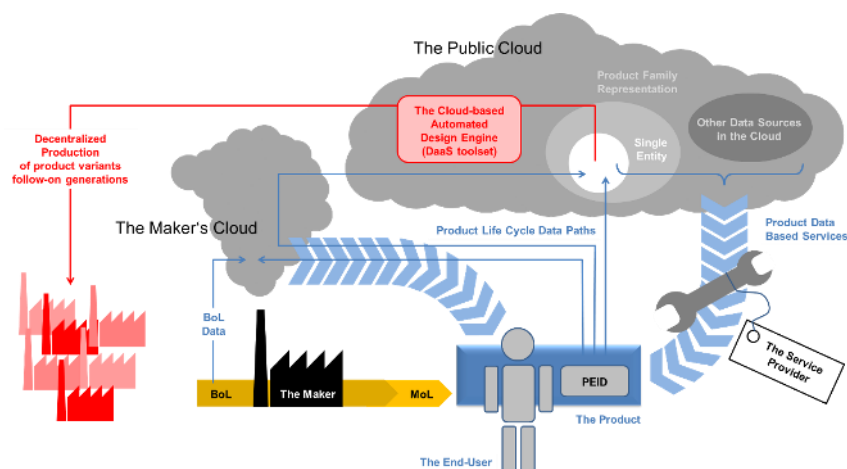 The Public Cloud
Product Family
Representation
The Cloud-based
Automated
Design Engine
(DaaS toolset)
Other Data Sources
in the Cloud
Single
Entity
Decentralized
Production
of product variants
follow-on generations
The Maker's Cloud
Product Life Cycle Data Paths
Product Data
Based Services
BoL
Data
The Service
Provider
PEID
BoL
The Maker
MoL
The Product
The End-User